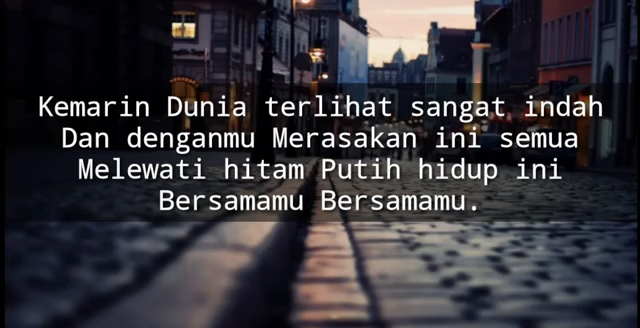 Kemarin Dunia terlihat sangat indah
Dan denganmu Merasakan ini semua
Melewati hitam Putih hidup ini
Bersamamu Bersamamu.